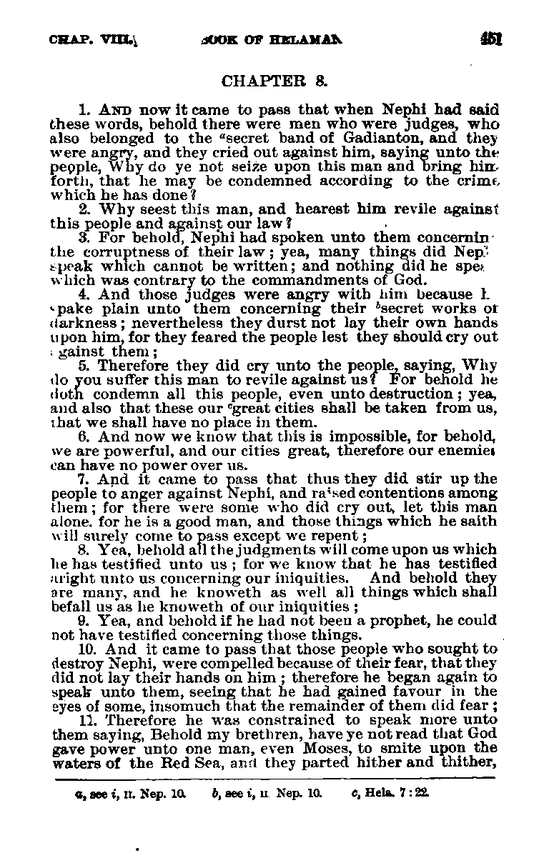 CHAP. VIII. BOOK OF HELAMAN 451
CHAPTER 8.
1. AND now it came to pass that when Nephi had said
these words, behold there were men who were judges, who
also belonged to the ᵃsecret band of Gadianton, and they
were angry, and they cried out against him, saying unto the
people, Why do ye not seize upon this man and bring him
forth, that he may be condemned according to the crime
which he has done?
2. Why seest this man, and hearest him revile against
this people and against our law?
3. For behold, Nephi had spoken unto them concernin
the corruptness of their law; yea, many things did Nep
speak which cannot be written; and nothing did he spe
which was contrary to the commandments of God.
4. And those judges were angry with him because h
spake plain unto them concerning their ᵇsecret works of
darkness; nevertheless they durst not lay their own hands
upon him, for they feared the people lest they should cry out
against them;
5. Therefore they did cry unto the people, saying, Why
do you suffer this man to revile against us? For behold he
doth condemn all this people, even unto destruction; yea,
and also that these our ᶜgreat cities shall be taken from us,
that we shall have no place in them.
6. And now we know that this is impossible, for behold,
we are powerful, and our cities great, therefore our enemies
can have no power over us.
7. And it came to pass that thus they did stir up the
people to anger against Nephi, and raised contentions among
them; for there were some who did cry out, let this man
alone. for he is a good man, and those things which he saith
will surely come to pass except we repent;
8. Yea, behold all the judgments will come upon us which
he has testified unto us; for we know that he has testified
aright unto us concerning our iniquities. And behold they
are many, and he knoweth as well all things which shall
befall us as he knoweth of our iniquities;
9. Yea, and behold if he had not been a prophet, he could
not have testified concerning those things.
10. And it came to pass that those people who sought to
destroy Nephi, were compelled because of their fear, that they
did not lay their hands on him; therefore he began again to
speak unto them, seeing that he had gained favour in the
eyes of some, insomuch that the remainder of them did fear;
11. Therefore he was constrained to speak more unto
them saying, Behold my brethren, have ye not read that God
gave power unto one man, even Moses, to smite upon the
waters of the Red Sea, and they parted hither and thither,
a, see i, II. Nep. 10. b, see i, II Nep. 10. c, Hela. 7:22.